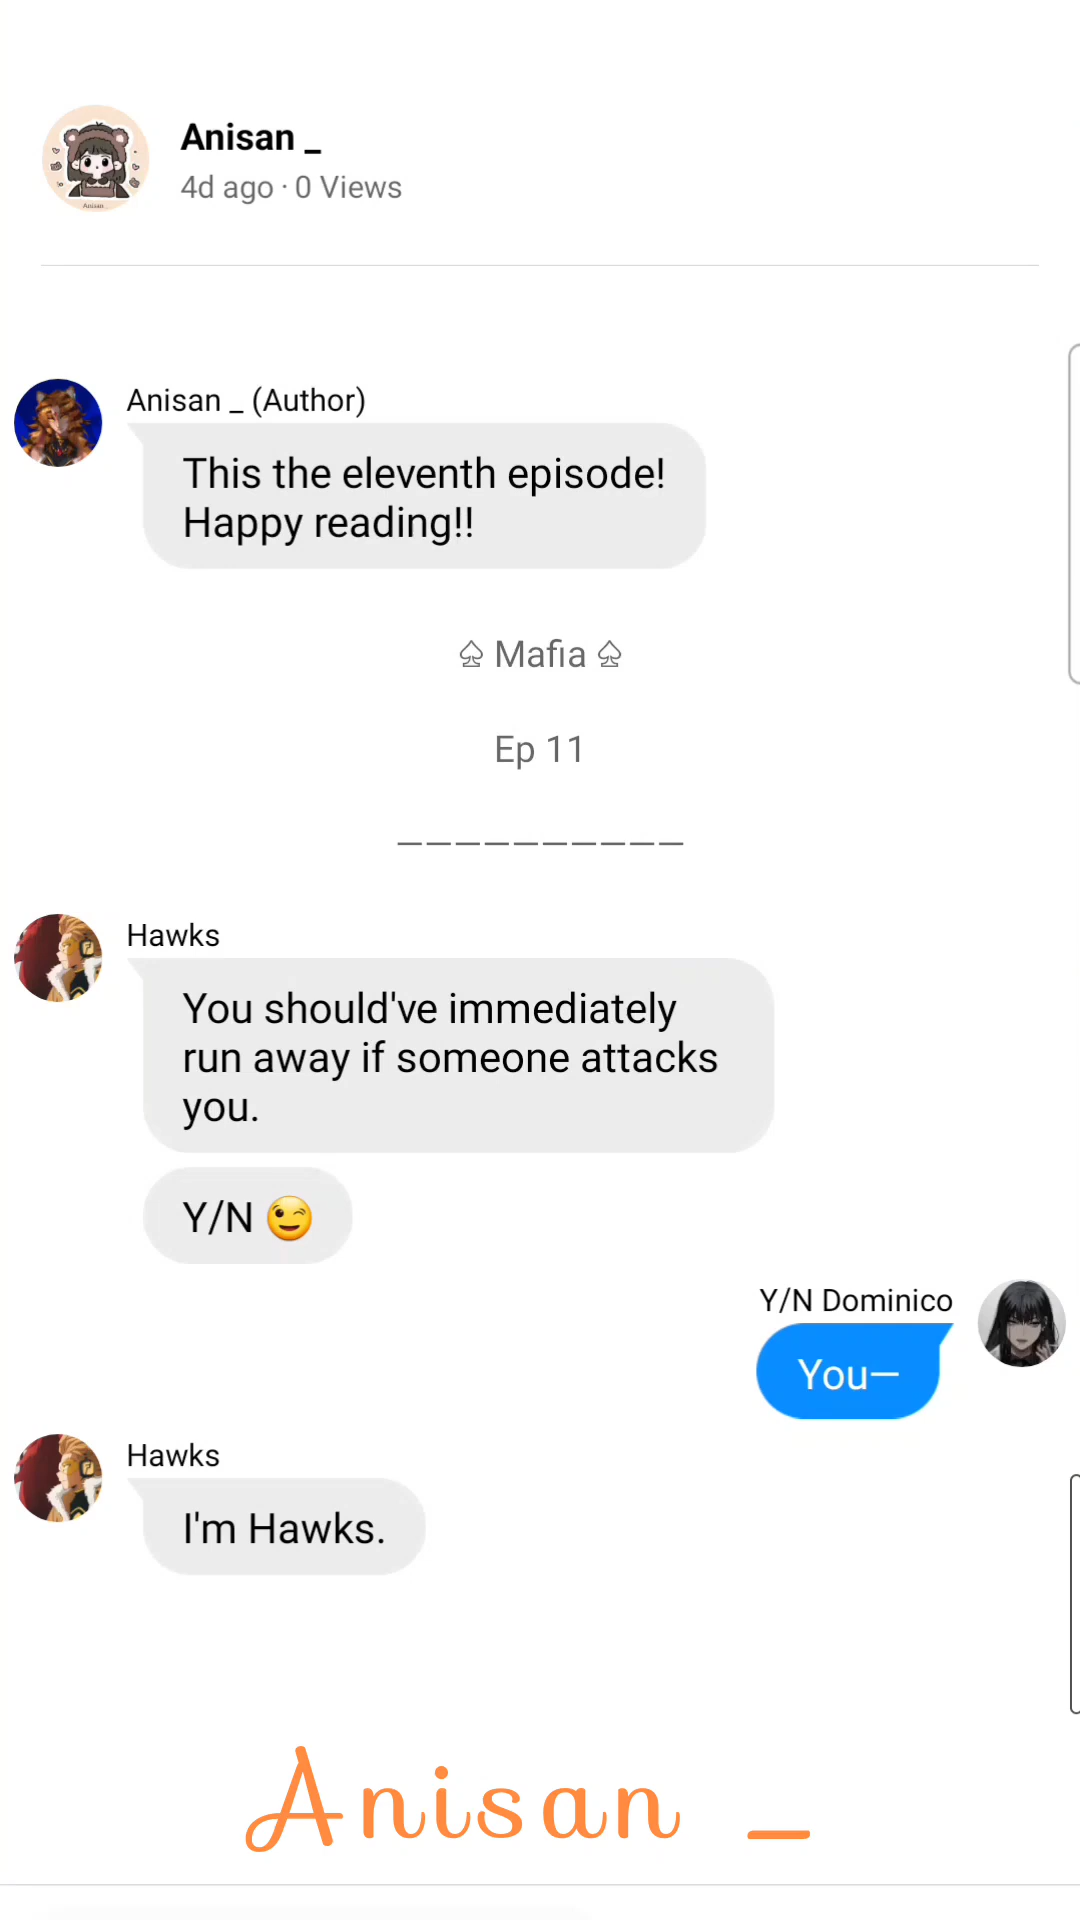 Anisan _
4d ago · 0 Views
Anisan _ (Author)
This the eleventh episode!
Happy reading!!
♤ Mafia ♤
Ep 11
__________
Hawks
You should've immediately
run away if someone attacks
you.
Y/N 😉
Y/N Dominico
You—
Hawks
I'm Hawks.
Anisan _